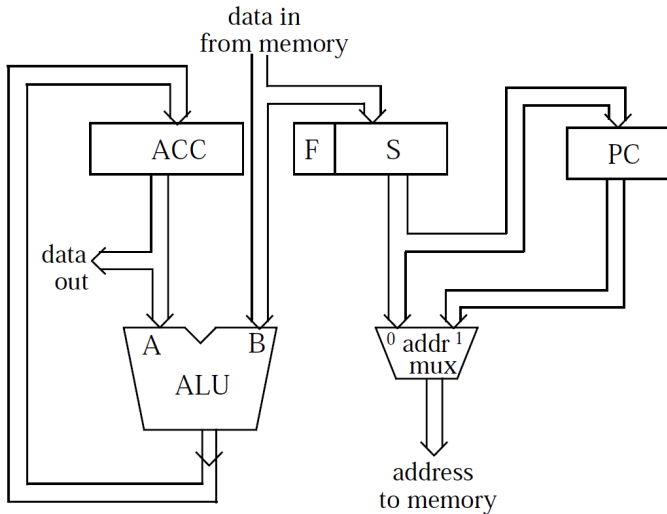 data in
from memory
ACC
F
S
PC
data
out
A
B
ALU
0
addr
1
mux
address
to memory